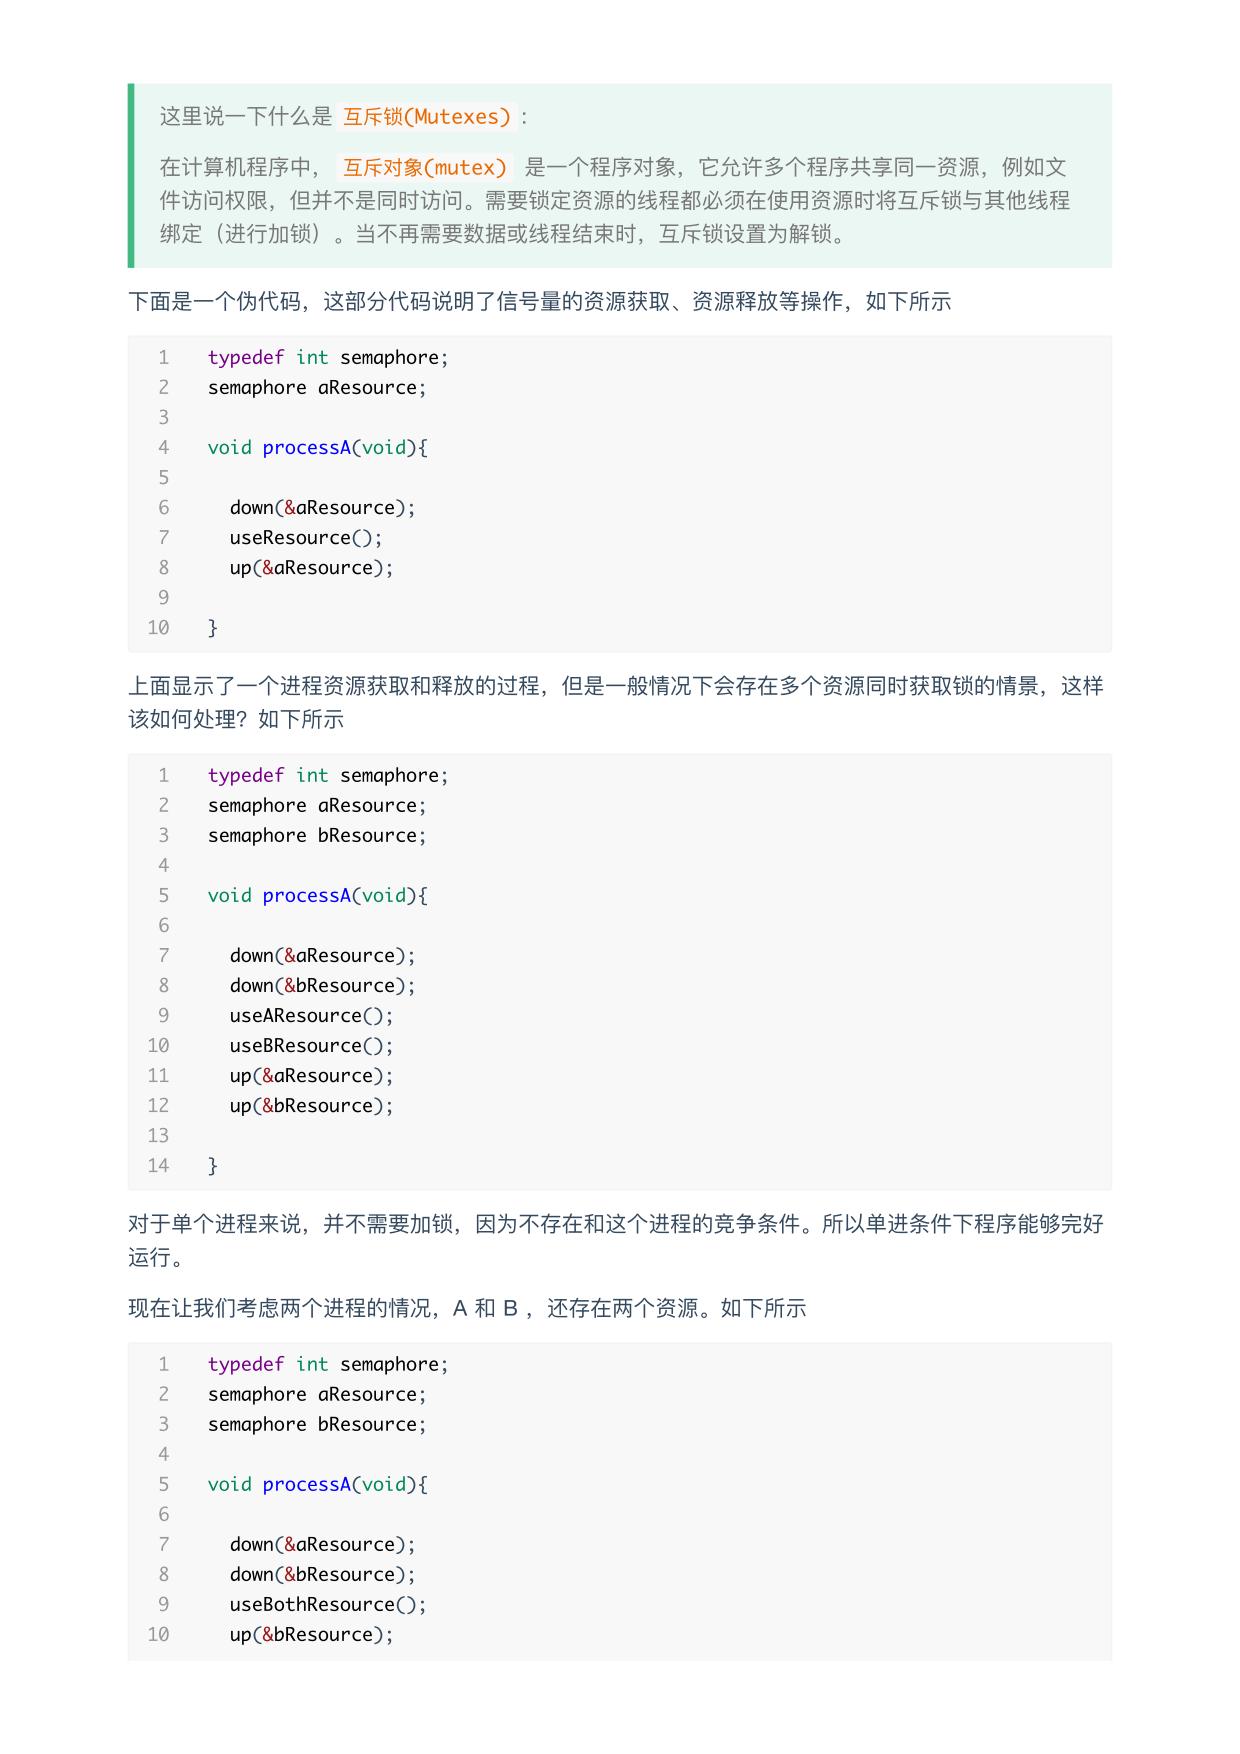 这里说一下什么是 互斥锁(Mutexes)：
在计算机程序中， 互斥对象(mutex) 是一个程序对象，它允许多个程序共享同一资源，例如文
件访问权限，但并不是同时访问。需要锁定资源的线程都必须在使用资源时将互斥锁与其他线程
绑定（进行加锁）。当不再需要数据或线程结束时，互斥锁设置为解锁。
下面是一个伪代码，这部分代码说明了信号量的资源获取、资源释放等操作，如下所示
1 typedef int semaphore;
2 semaphore aResource;
3
4 void processA(void){
5
6 down(&aResource);
7 useResource();
8 up(&aResource);
9
10 }
上面显示了一个进程资源获取和释放的过程，但是一般情况下会存在多个资源同时获取锁的情景，这样
该如何处理？如下所示
1 typedef int semaphore;
2 semaphore aResource;
3 semaphore bResource;
4
5 void processA(void){
6
7 down(&aResource);
8 down(&bResource);
9 useAResource();
10 useBResource();
11 up(&aResource);
12 up(&bResource);
13
14 }
对于单个进程来说，并不需要加锁，因为不存在和这个进程的竞争条件。所以单进条件下程序能够完好
运行。
现在让我们考虑两个进程的情况，A 和 B ，还存在两个资源。如下所示
1 typedef int semaphore;
2 semaphore aResource;
3 semaphore bResource;
4
5 void processA(void){
6
7 down(&aResource);
8 down(&bResource);
9 useBothResource();
10 up(&bResource);